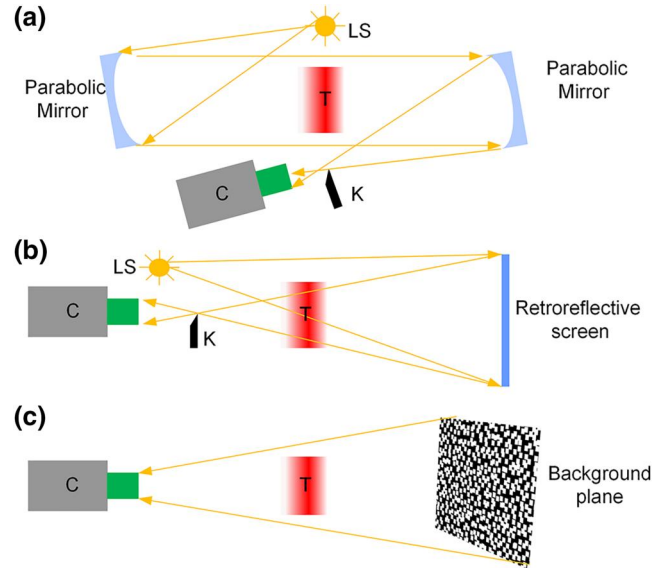 (a)
LS
Parabolic
Mirror
T
Parabolic
Mirror
C
K
(b)
LS
C
T
K
Retroreflective
screen
(c)
C
T
Background
plane